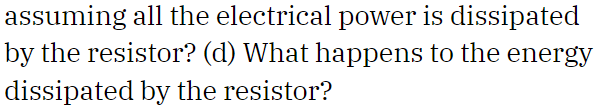 assuming all the electrical power is dissipated
by the resistor? (d) What happens to the energy
dissipated by the resistor?